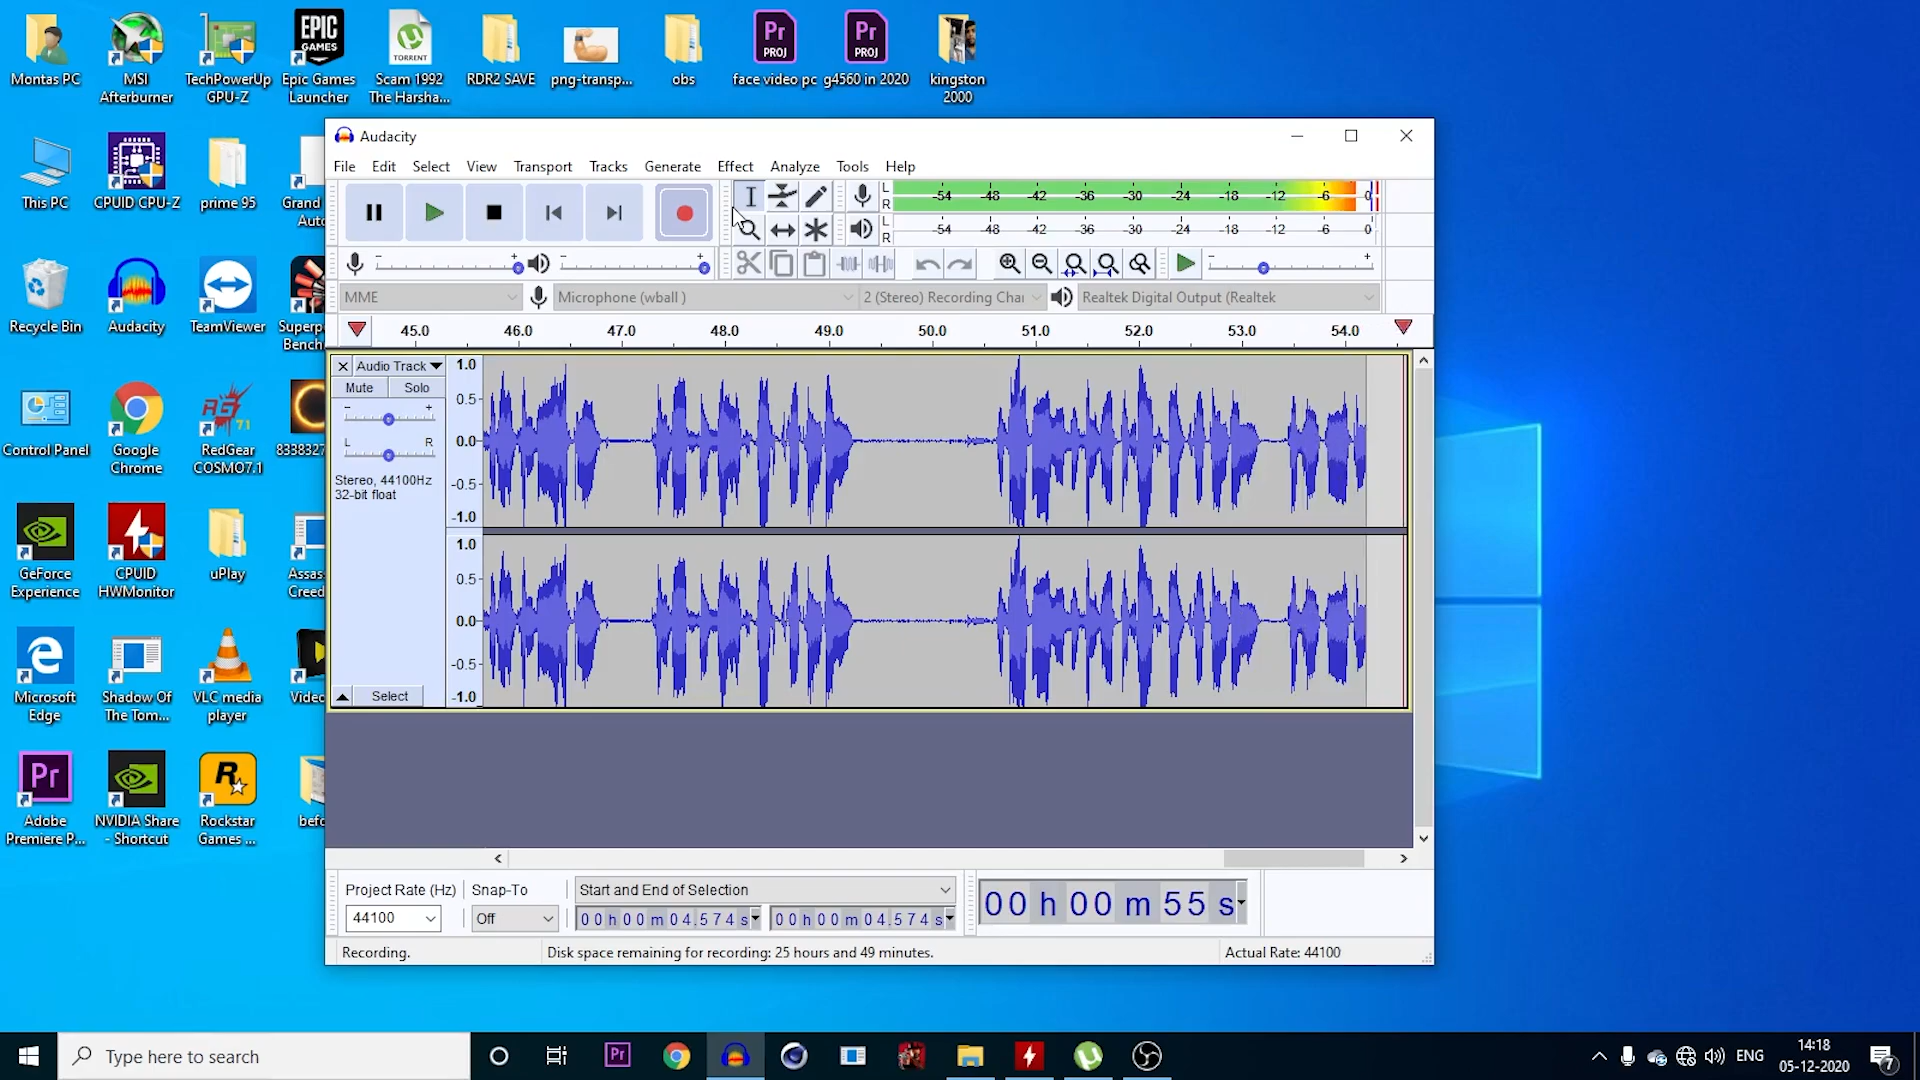 Montas PC
MSI
Afterburner
TechPowerUp
GPU-Z
EPIC
GAMES
Epic Games
Launcher
TORRENT
Scam 1992
The Harsha...
RDR2 SAVE
png-transp...
obs
Pr
PROJ
face video pc
Pr
PROJ
g4560 in 2020
kingston
2000
This PC
CPUID CPU-Z
prime 95
Grand
Auto
Recycle Bin
Audacity
TeamViewer
Superp
Bench
Control Panel
Google
Chrome
RedGear
COSMO7.1
8338327
GeForce
Experience
CPUID
HWMonitor
uPlay
Assas
Creed
Microsoft
Edge
Shadow Of
The Tom...
VLC media
player
Video
Pr
Adobe
Premiere P...
NVIDIA Share
- Shortcut
Rockstar
Games ...
befo
Audacity
File Edit Select View Transport Tracks Generate Effect Analyze Tools Help
L
R
-54 -48 -42 -36 -30 -24 -18 -12 -6 0
L
R
-54 -48 -42 -36 -30 -24 -18 -12 -6 0
MME
Microphone (wball )
2 (Stereo) Recording Chai
Realtek Digital Output (Realtek
45.0 46.0 47.0 48.0 49.0 50.0 51.0 52.0 53.0 54.0
Audio Track
Mute Solo
- +
L R
Stereo, 44100Hz
32-bit float
Select
1.0
0.5
0.0
-0.5
-1.0
1.0
0.5
0.0
-0.5
-1.0
Project Rate (Hz) Snap-To
Start and End of Selection
44100
Off
00 h 00 m 04.574 s
00 h 00 m 04.574 s
00 h 00 m 55 s
Recording.
Disk space remaining for recording: 25 hours and 49 minutes.
Actual Rate: 44100
Type here to search
Pr
ENG
14:18
05-12-2020
7